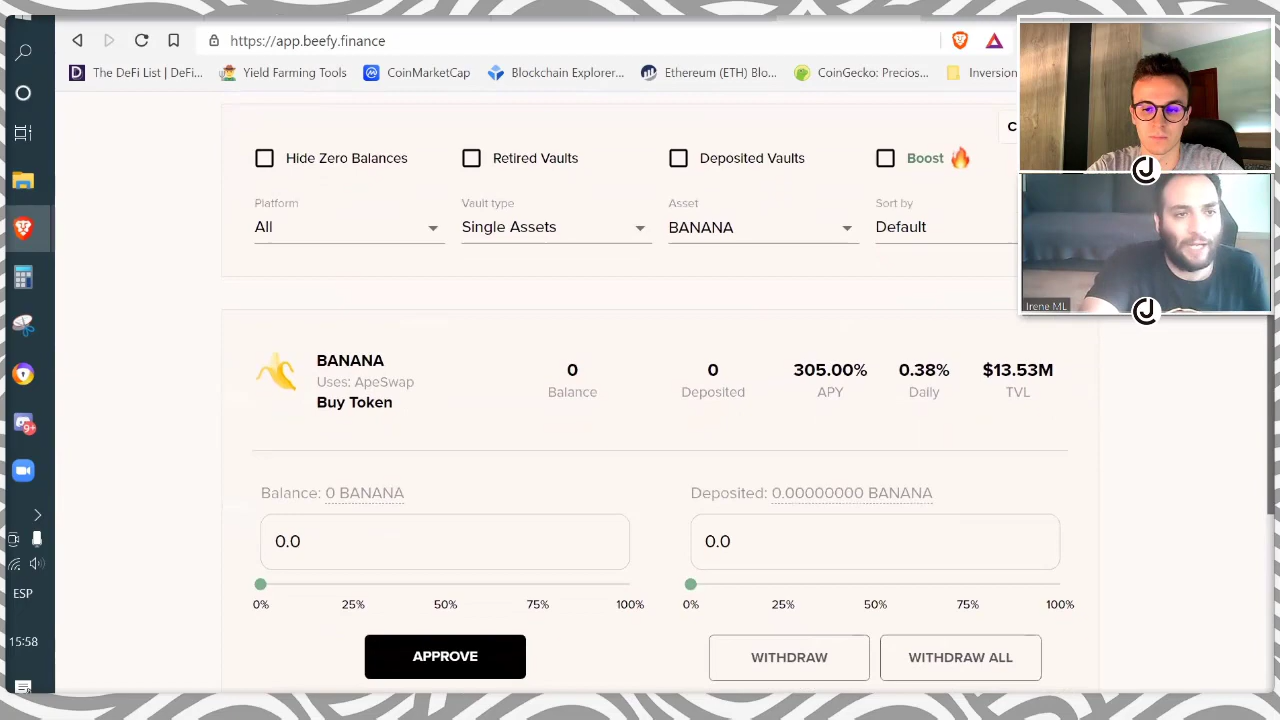 https://app.beefy.finance
The DeFi List | DeFi...
Yield Farming Tools
CoinMarketCap
Blockchain Explorer...
Ethereum (ETH) Blo...
CoinGecko: Precios...
Inversion
C
Hide Zero Balances
Retired Vaults
Deposited Vaults
Boost
Platform
Vault type
Asset
Sort by
All
Single Assets
BANANA
Default
Irene ML
BANANA
Uses: ApeSwap
Buy Token
0
Balance
0
Deposited
305.00%
APY
0.38%
Daily
$13.53M
TVL
Balance: 0 BANANA
Deposited: 0.00000000 BANANA
0.0
0.0
0% 25% 50% 75% 100%
0% 25% 50% 75% 100%
APPROVE
WITHDRAW
WITHDRAW ALL
9+
ESP
15:58